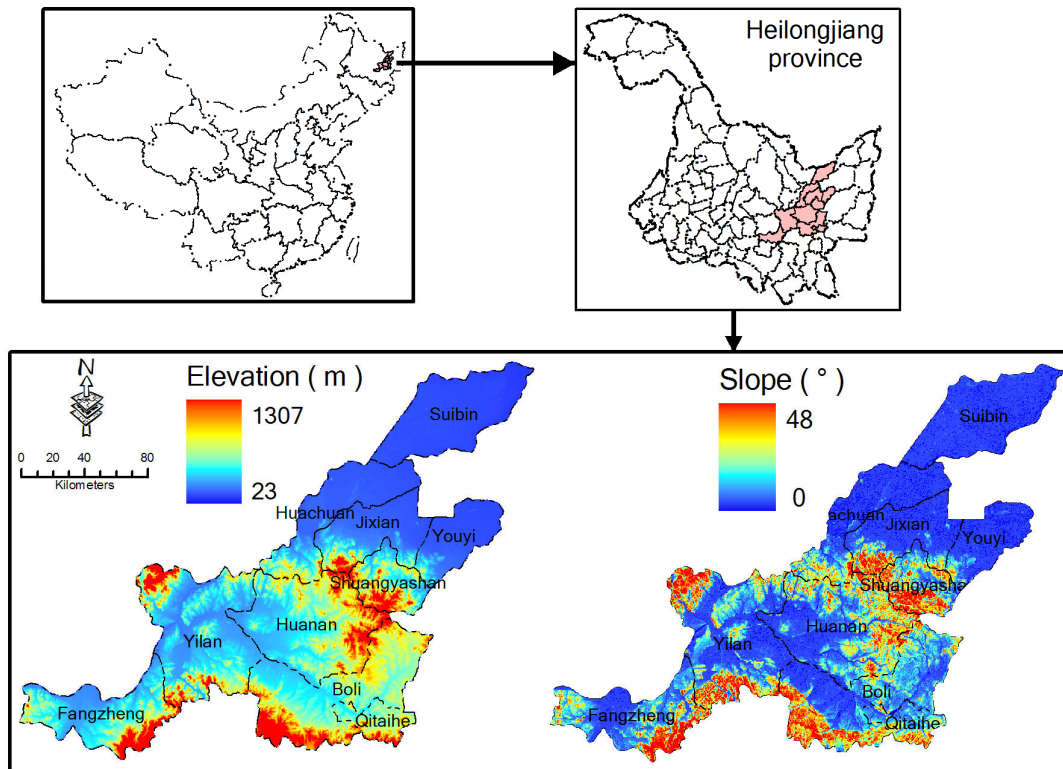 Heilongjiang
province
N
0 20 40 80
Kilometers
Elevation ( m )
1307
23
Suibin
Huachuan
Jixian
Youyi
Shuangyashan
Huanan
Yilan
Boli
Fangzheng
Qitaihe
Slope ( ° )
48
0
Suibin
achuan
Jixian
Youyi
Shuangyasha
Huanan
Yilan
Boli
Fangzheng
Qitaihe